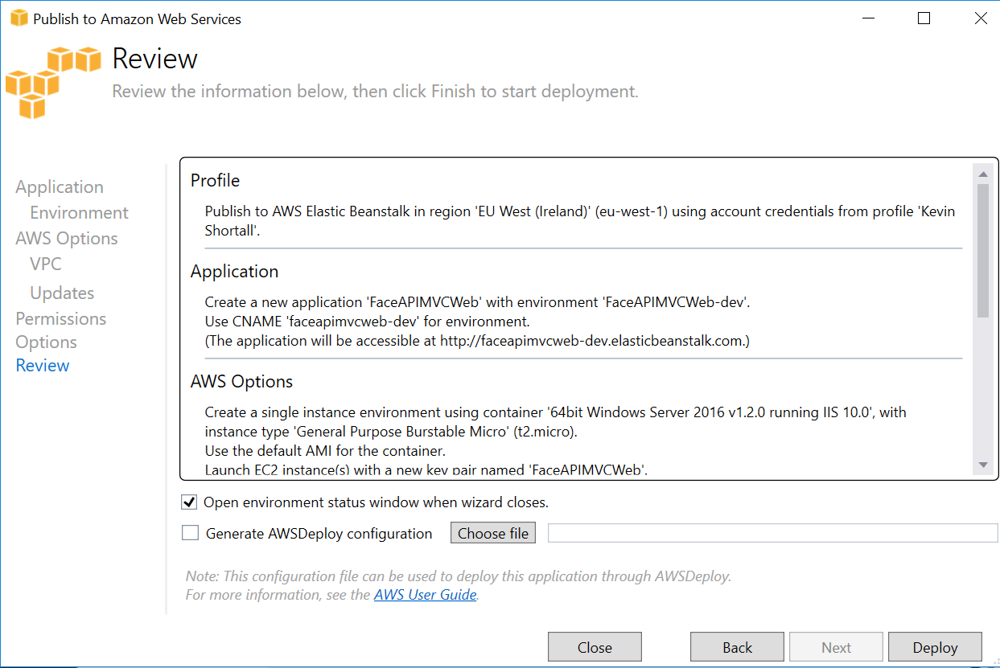 Publish to Amazon Web Services
Review
Review the information below, then click Finish to start deployment.
Application
Environment
AWS Options
VPC
Updates
Permissions
Options
Review
Profile
Publish to AWS Elastic Beanstalk in region 'EU West (Ireland)' (eu-west-1) using account credentials from profile 'Kevin
Shortall'.
Application
Create a new application 'FaceAPIMVCWeb' with environment 'FaceAPIMVCWeb-dev'.
Use CNAME 'faceapimvcweb-dev' for environment.
(The application will be accessible at http://faceapimvcweb-dev.elasticbeanstalk.com.)
AWS Options
Create a single instance environment using container '64bit Windows Server 2016 v1.2.0 running IIS 10.0', with
instance type 'General Purpose Burstable Micro' (t2.micro).
Use the default AMI for the container.
Launch EC2 instance(s) with a new key pair named 'FaceAPIMVCWeb'.
Open environment status window when wizard closes.
Generate AWSDeploy configuration
Choose file
Note: This configuration file can be used to deploy this application through AWSDeploy.
For more information, see the AWS User Guide.
Close
Back
Next
Deploy